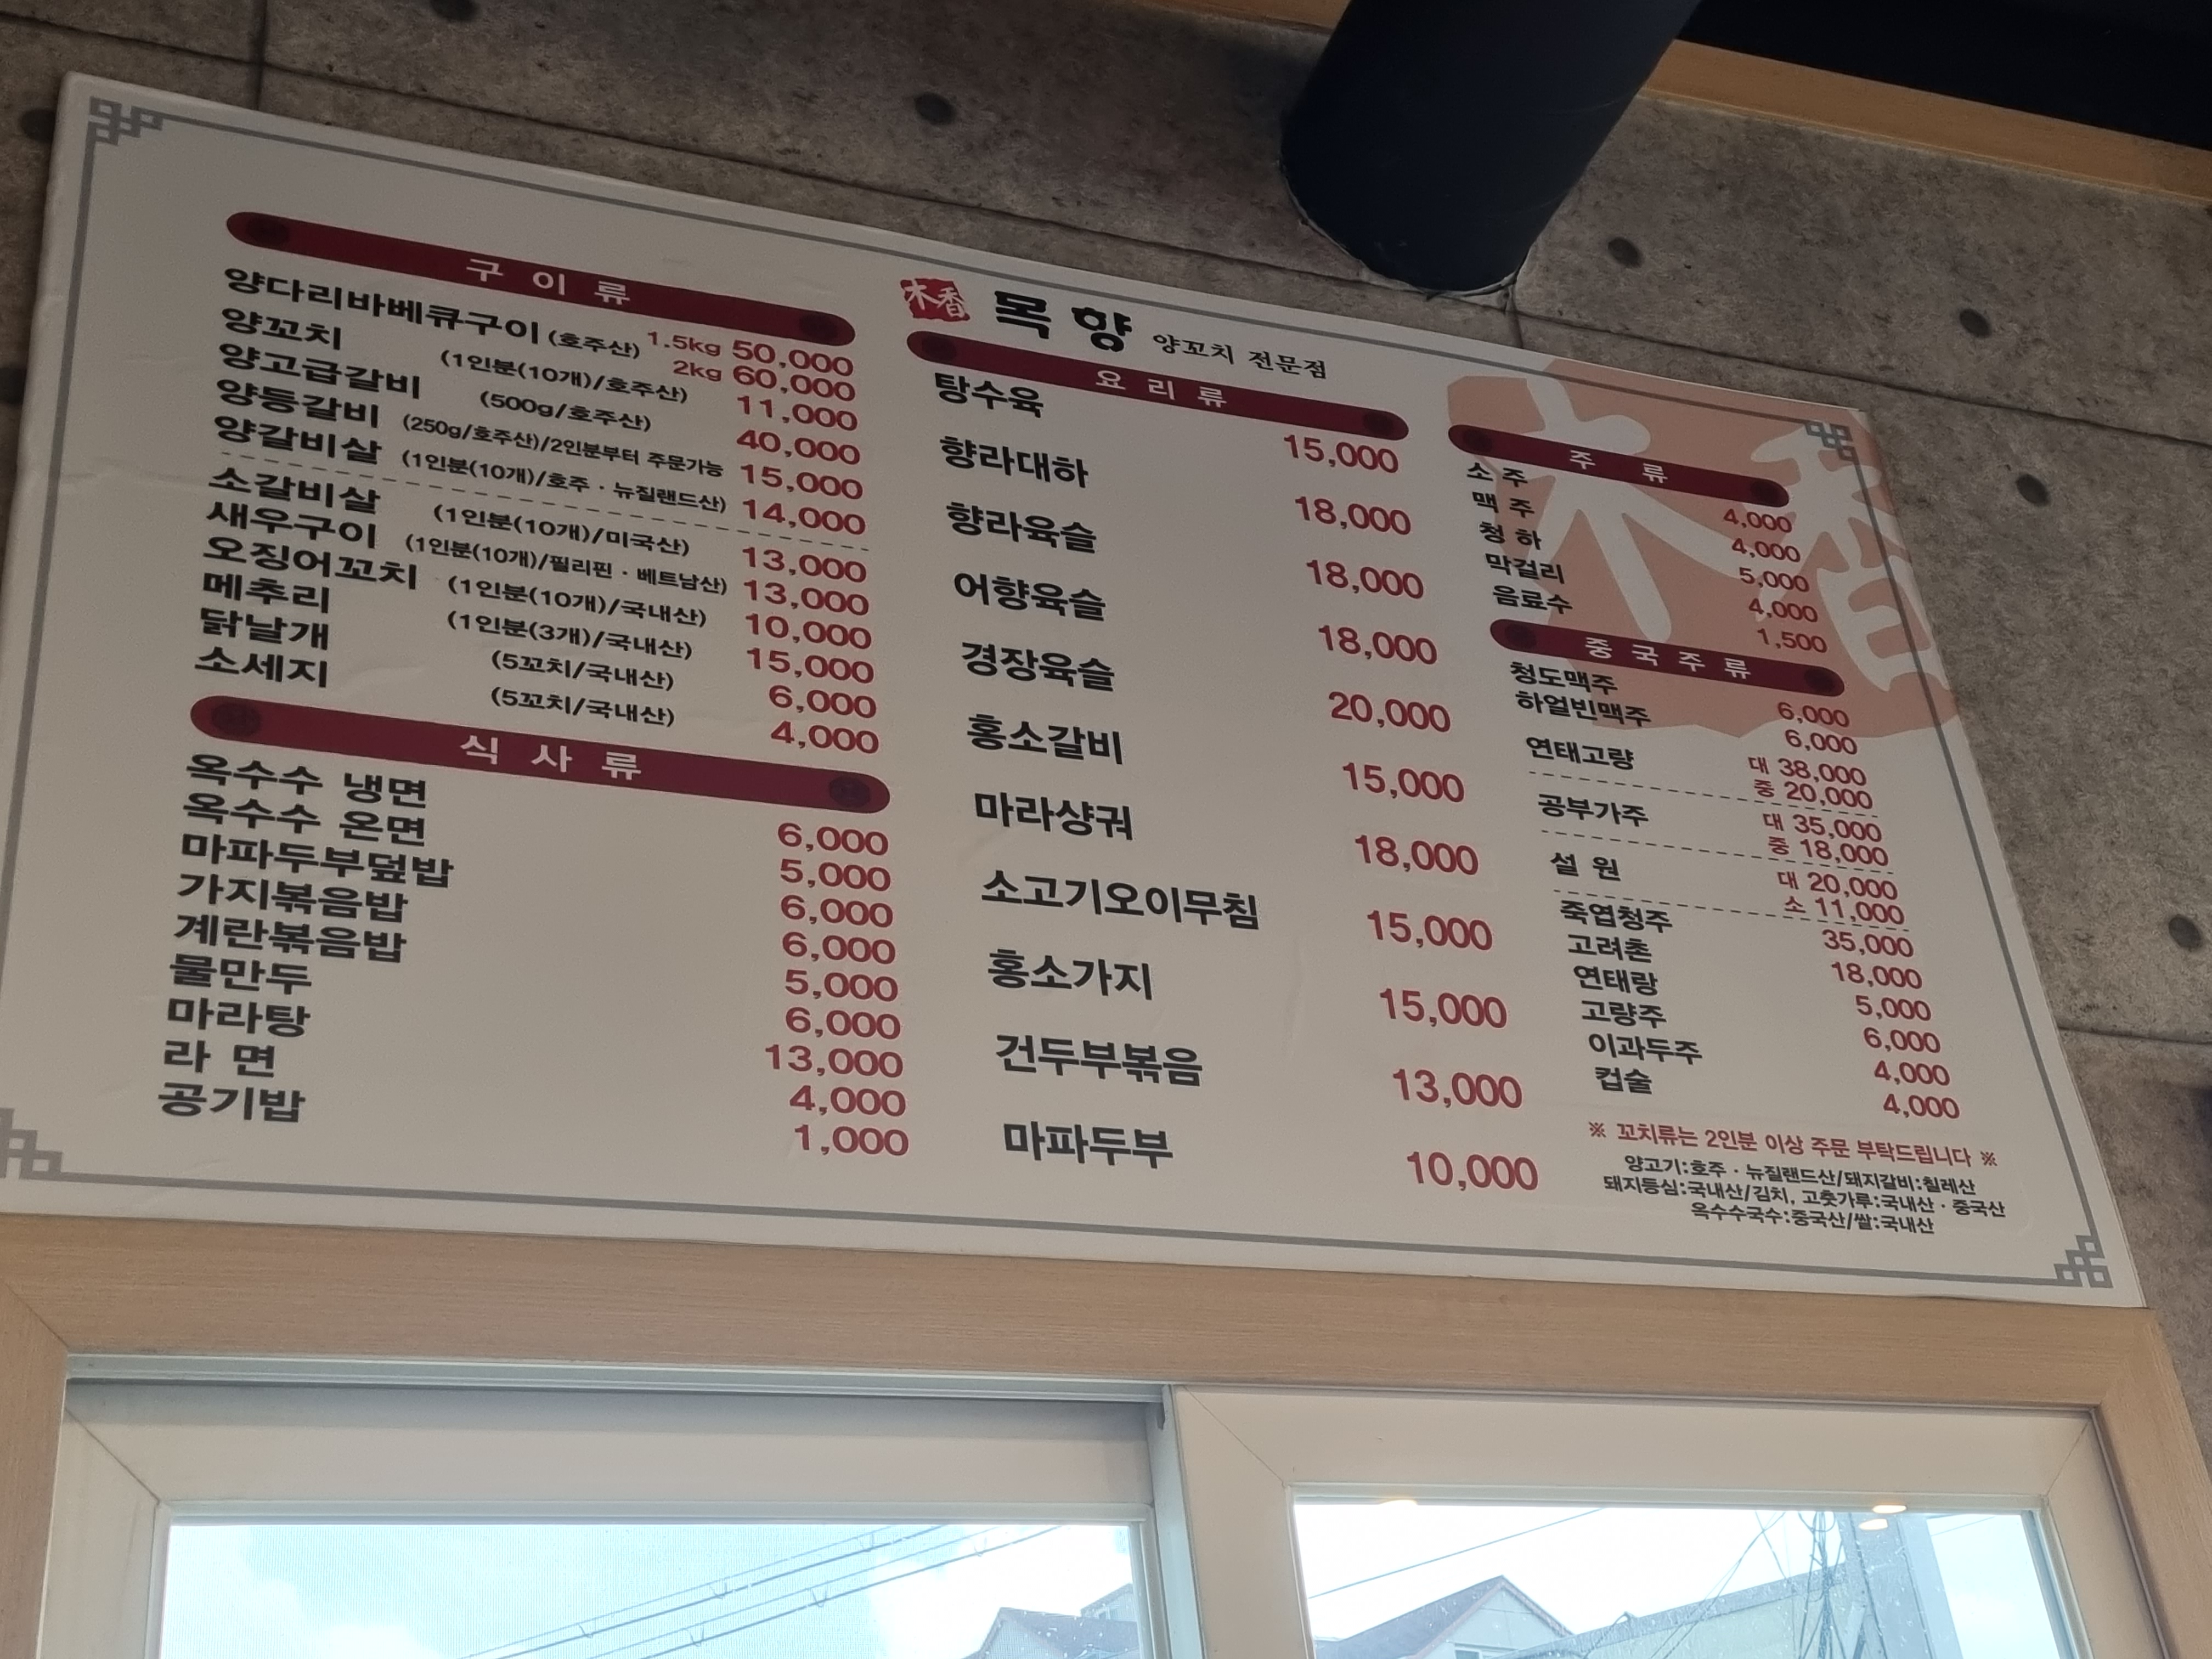 구이류
양다리바베큐구이 (호주산) 1.5kg 50,000
2kg 60,000
양꼬치 (1인분(10개)/호주산) 11,000
양고급갈비 (500g/호주산) 40,000
양등갈비 (250g/호주산)/2인분부터 주문가능 15,000
양갈비살 (1인분(10개)/호주·뉴질랜드산) 14,000
소갈비살 (1인분(10개)/미국산) 13,000
새우구이 (1인분(10개)/필리핀·베트남산) 13,000
오징어꼬치 (1인분(10개)/국내산) 10,000
메추리 (1인분(3개)/국내산) 15,000
닭날개 (5꼬치/국내산) 6,000
소세지 (5꼬치/국내산) 4,000
식사류
옥수수 냉면 6,000
옥수수 온면 5,000
마파두부덮밥 6,000
가지볶음밥 6,000
계란볶음밥 5,000
물만두 6,000
마라탕 13,000
라 면 4,000
공기밥 1,000
木香 목향 양꼬치 전문점
요리류
탕수육 15,000
향라대하 18,000
향라육슬 18,000
어향육슬 18,000
경장육슬 20,000
홍소갈비 15,000
마라샹궈 18,000
소고기오이무침 15,000
홍소가지 15,000
건두부볶음 13,000
마파두부 10,000
木香
주류
소 주 4,000
맥 주 4,000
청 하 5,000
막걸리 4,000
음료수 1,500
중국주류
청도맥주 6,000
하얼빈맥주 6,000
연태고량 대 38,000
중 20,000
공부가주 대 35,000
중 18,000
설 원 대 20,000
소 11,000
죽엽청주 35,000
고려촌 18,000
연태랑 5,000
고량주 6,000
이과두주 4,000
컵술 4,000
※ 꼬치류는 2인분 이상 주문 부탁드립니다 ※
양고기:호주·뉴질랜드산/돼지갈비:칠레산
돼지등심:국내산/김치, 고춧가루:국내산·중국산
옥수수국수:중국산/쌀:국내산